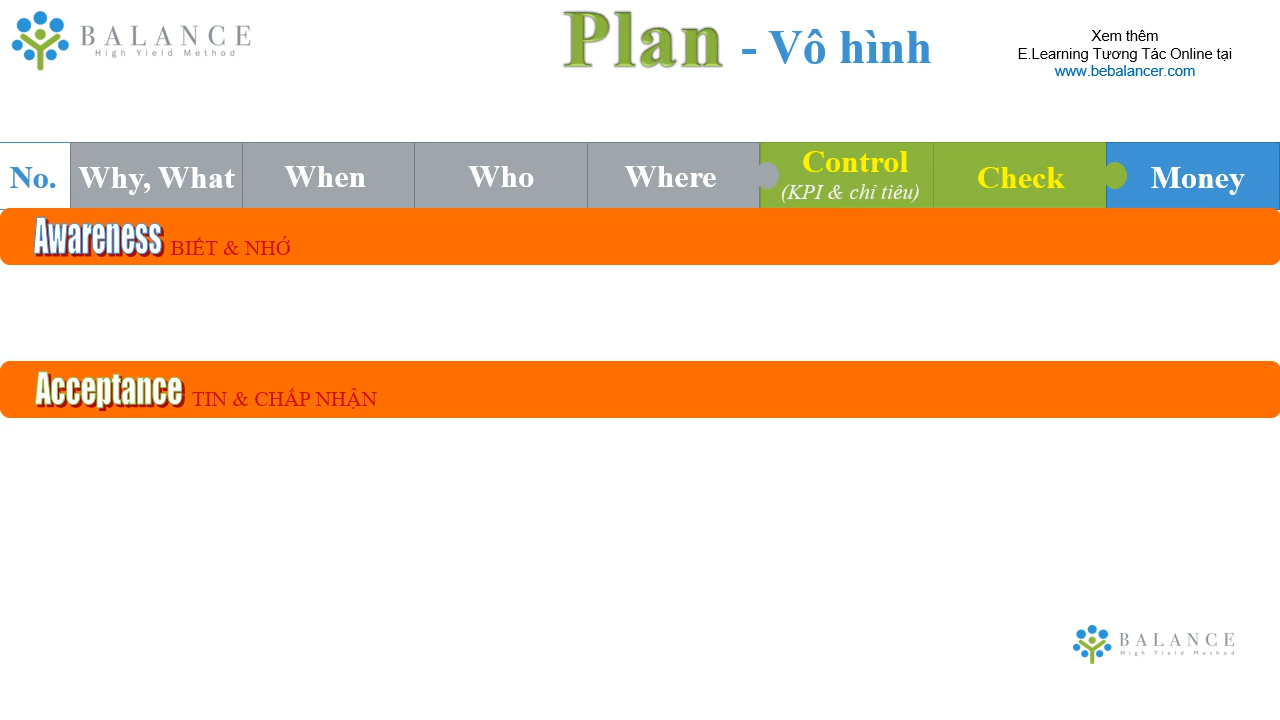 BALANCE
High Yield Method
Plan - Vô hình
Xem thêm
E.Learning Tương Tác Online tại
www.bebalancer.com
No. Why, What When Who Where Control Check Money
(KPI & chỉ tiêu)
Awareness BIẾT & NHỚ
Acceptance TIN & CHẤP NHẬN
BALANCE
High Yield Method